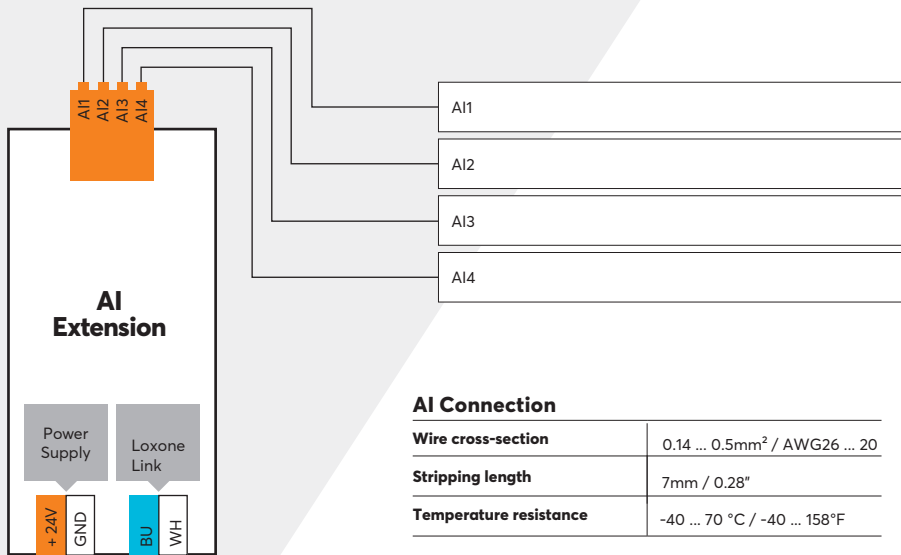 AI1
AI2
AI3
AI4
AI1
AI2
AI3
AI4
AI
Extension
Power
Supply
Loxone
Link
+ 24V
GND
BU
WH
AI Connection
Wire cross-section 0.14 ... 0.5mm² / AWG26 ... 20
Stripping length 7mm / 0.28"
Temperature resistance -40 ... 70 °C / -40 ... 158°F